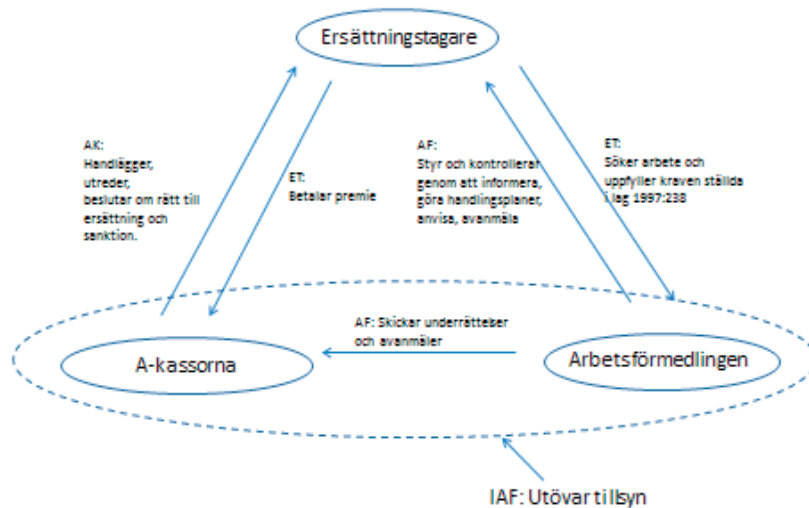 Ersättningstagare
AK:
Handlägger,
utreder,
beslutar om rätt till
ersättning och
sanktion.
ET:
Betalar premie
AF:
Styr och kontrollerar
genom att informera,
göra handlingsplaner,
anvisa, avanmäla
ET:
Söker arbete och
uppfyller kraven ställda
i lag 1997:238
AF: Skickar underrättelser
och avanmäler
A-kassorna
Arbetsförmedlingen
IAF: Utövar tillsyn